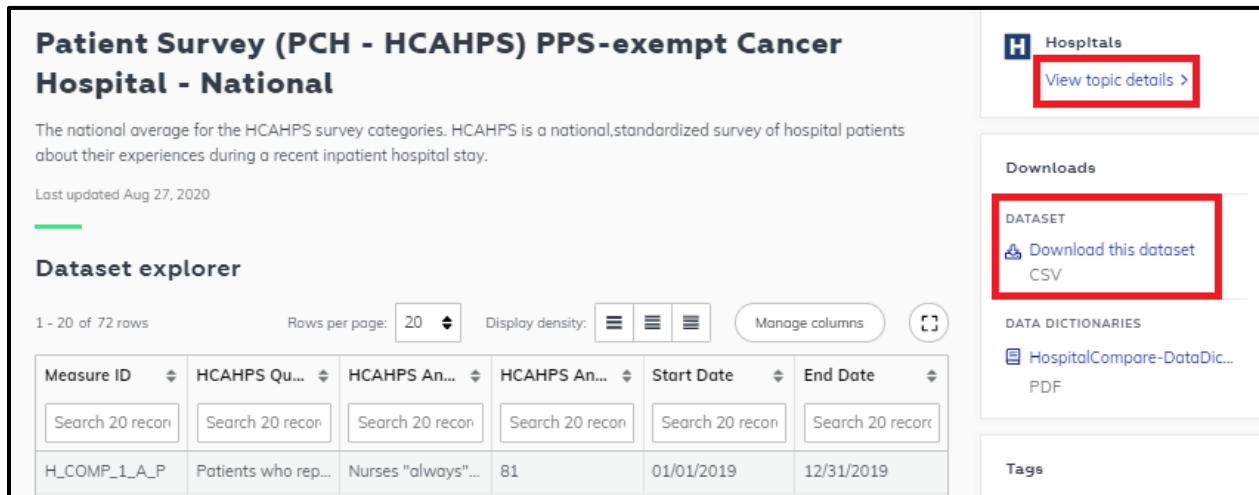 Patient Survey (PCH - HCAHPS) PPS-exempt Cancer
Hospital - National
The national average for the HCAHPS survey categories. HCAHPS is a national,standardized survey of hospital patients
about their experiences during a recent inpatient hospital stay.
Last updated Aug 27, 2020
Dataset explorer
1 - 20 of 72 rows
Rows per page: 20
Display density:
Manage columns
Measure ID
HCAHPS Qu...
HCAHPS An...
HCAHPS An...
Start Date
End Date
Search 20 recor
Search 20 recor
Search 20 recor
Search 20 recor
Search 20 recor
Search 20 recor
H_COMP_1_A_P
Patients who rep...
Nurses "always"...
81
01/01/2019
12/31/2019
H
Hospitals
View topic details >
Downloads
DATASET
Download this dataset
CSV
DATA DICTIONARIES
HospitalCompare-DataDic...
PDF
Tags